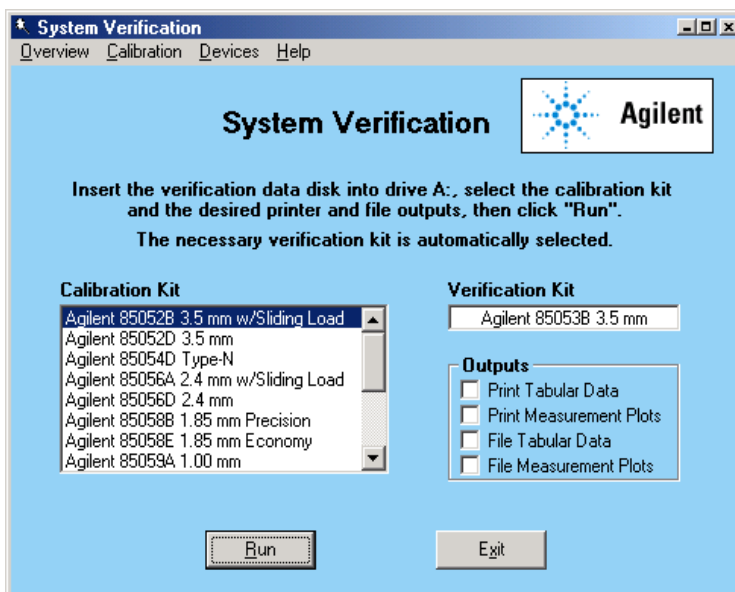 System Verification
Overview Calibration Devices Help
System Verification
Agilent
Insert the verification data disk into drive A:, select the calibration kit
and the desired printer and file outputs, then click "Run".
The necessary verification kit is automatically selected.
Calibration Kit
Agilent 85052B 3.5 mm w/Sliding Load
Agilent 85052D 3.5 mm
Agilent 85054D Type-N
Agilent 85056A 2.4 mm w/Sliding Load
Agilent 85056D 2.4 mm
Agilent 85058B 1.85 mm Precision
Agilent 85058E 1.85 mm Economy
Agilent 85059A 1.00 mm
Verification Kit
Agilent 85053B 3.5 mm
Outputs
Print Tabular Data
Print Measurement Plots
File Tabular Data
File Measurement Plots
Run
Exit